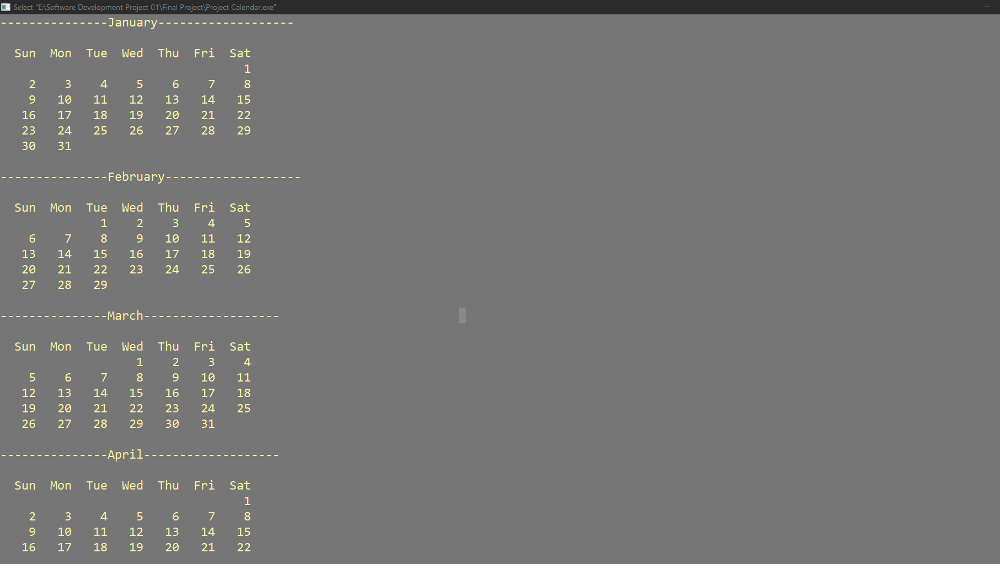 Select "E:\Software Development Project 01\Final Project\Project Calendar.exe"
---------------January-------------------
Sun  Mon  Tue  Wed  Thu  Fri  Sat
1
2 3 4 5 6 7 8
9 10 11 12 13 14 15
16 17 18 19 20 21 22
23 24 25 26 27 28 29
30 31
---------------February-------------------
Sun  Mon  Tue  Wed  Thu  Fri  Sat
1 2 3 4 5
6 7 8 9 10 11 12
13 14 15 16 17 18 19
20 21 22 23 24 25 26
27 28 29
---------------March-------------------
Sun  Mon  Tue  Wed  Thu  Fri  Sat
1 2 3 4
5 6 7 8 9 10 11
12 13 14 15 16 17 18
19 20 21 22 23 24 25
26 27 28 29 30 31
---------------April-------------------
Sun  Mon  Tue  Wed  Thu  Fri  Sat
1
2 3 4 5 6 7 8
9 10 11 12 13 14 15
16 17 18 19 20 21 22